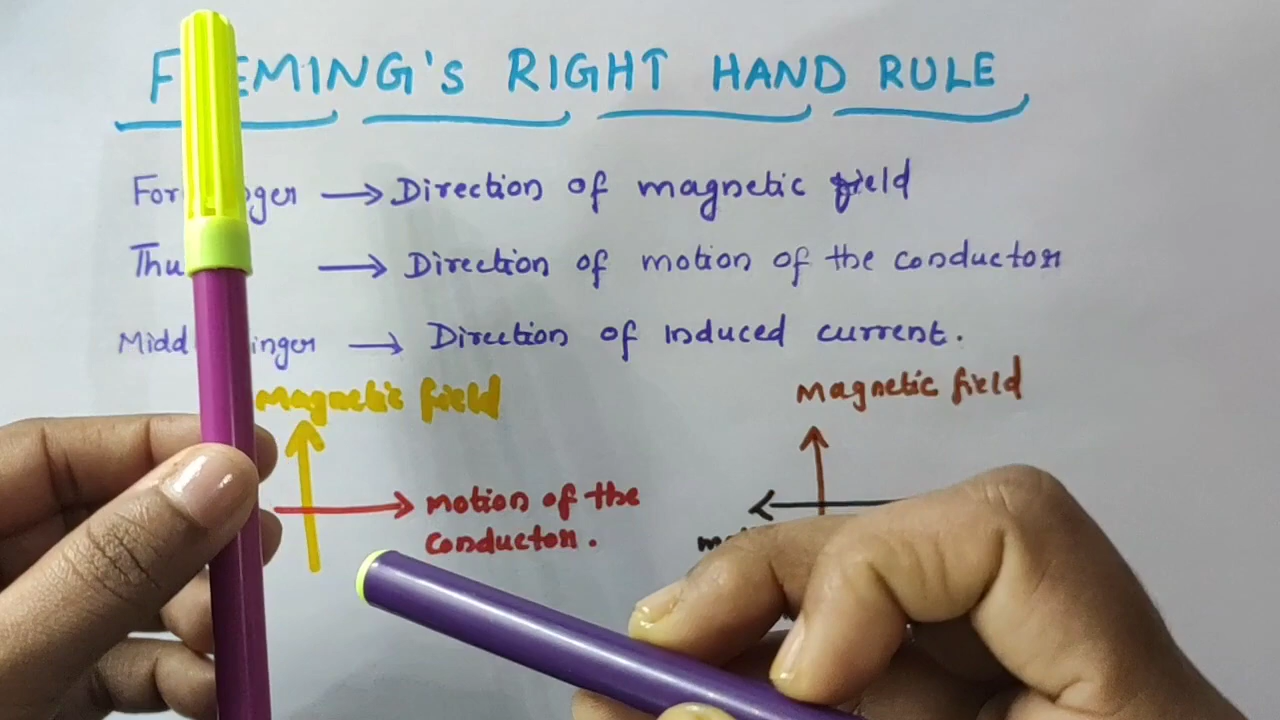 F EMING's RIGHT HAND RULE
For nger → Direction of magnetic field
Thu → Direction of motion of the conductor
Midd inger → Direction of Induced current.
Magnetic field
Magnetic field
motion of the
conductor.